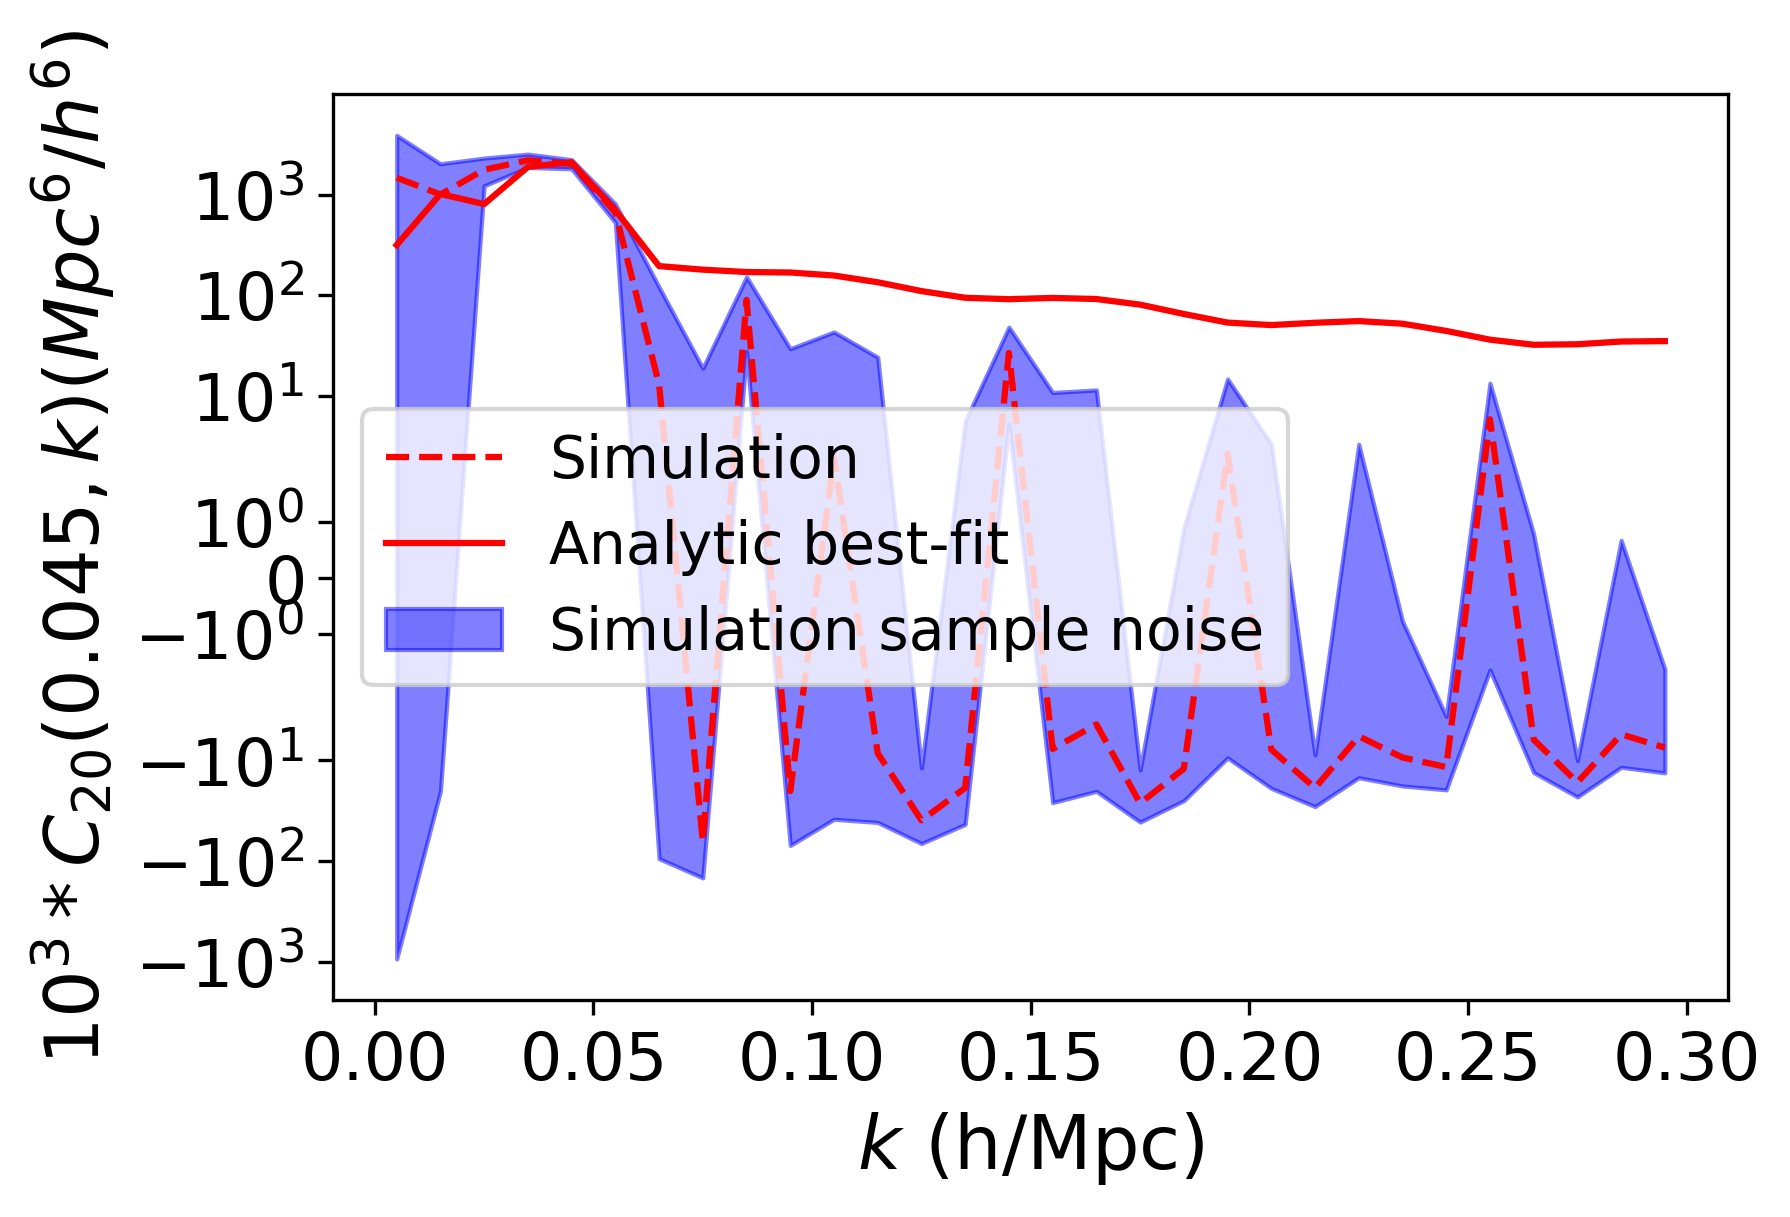 10³ * C₂₀(0.045, k)(Mpc⁶/h⁶)
10³
10²
10¹
10⁰
0
−10⁰
−10¹
−10²
−10³
Simulation
Analytic best-fit
Simulation sample noise
0.00 0.05 0.10 0.15 0.20 0.25 0.30
k (h/Mpc)